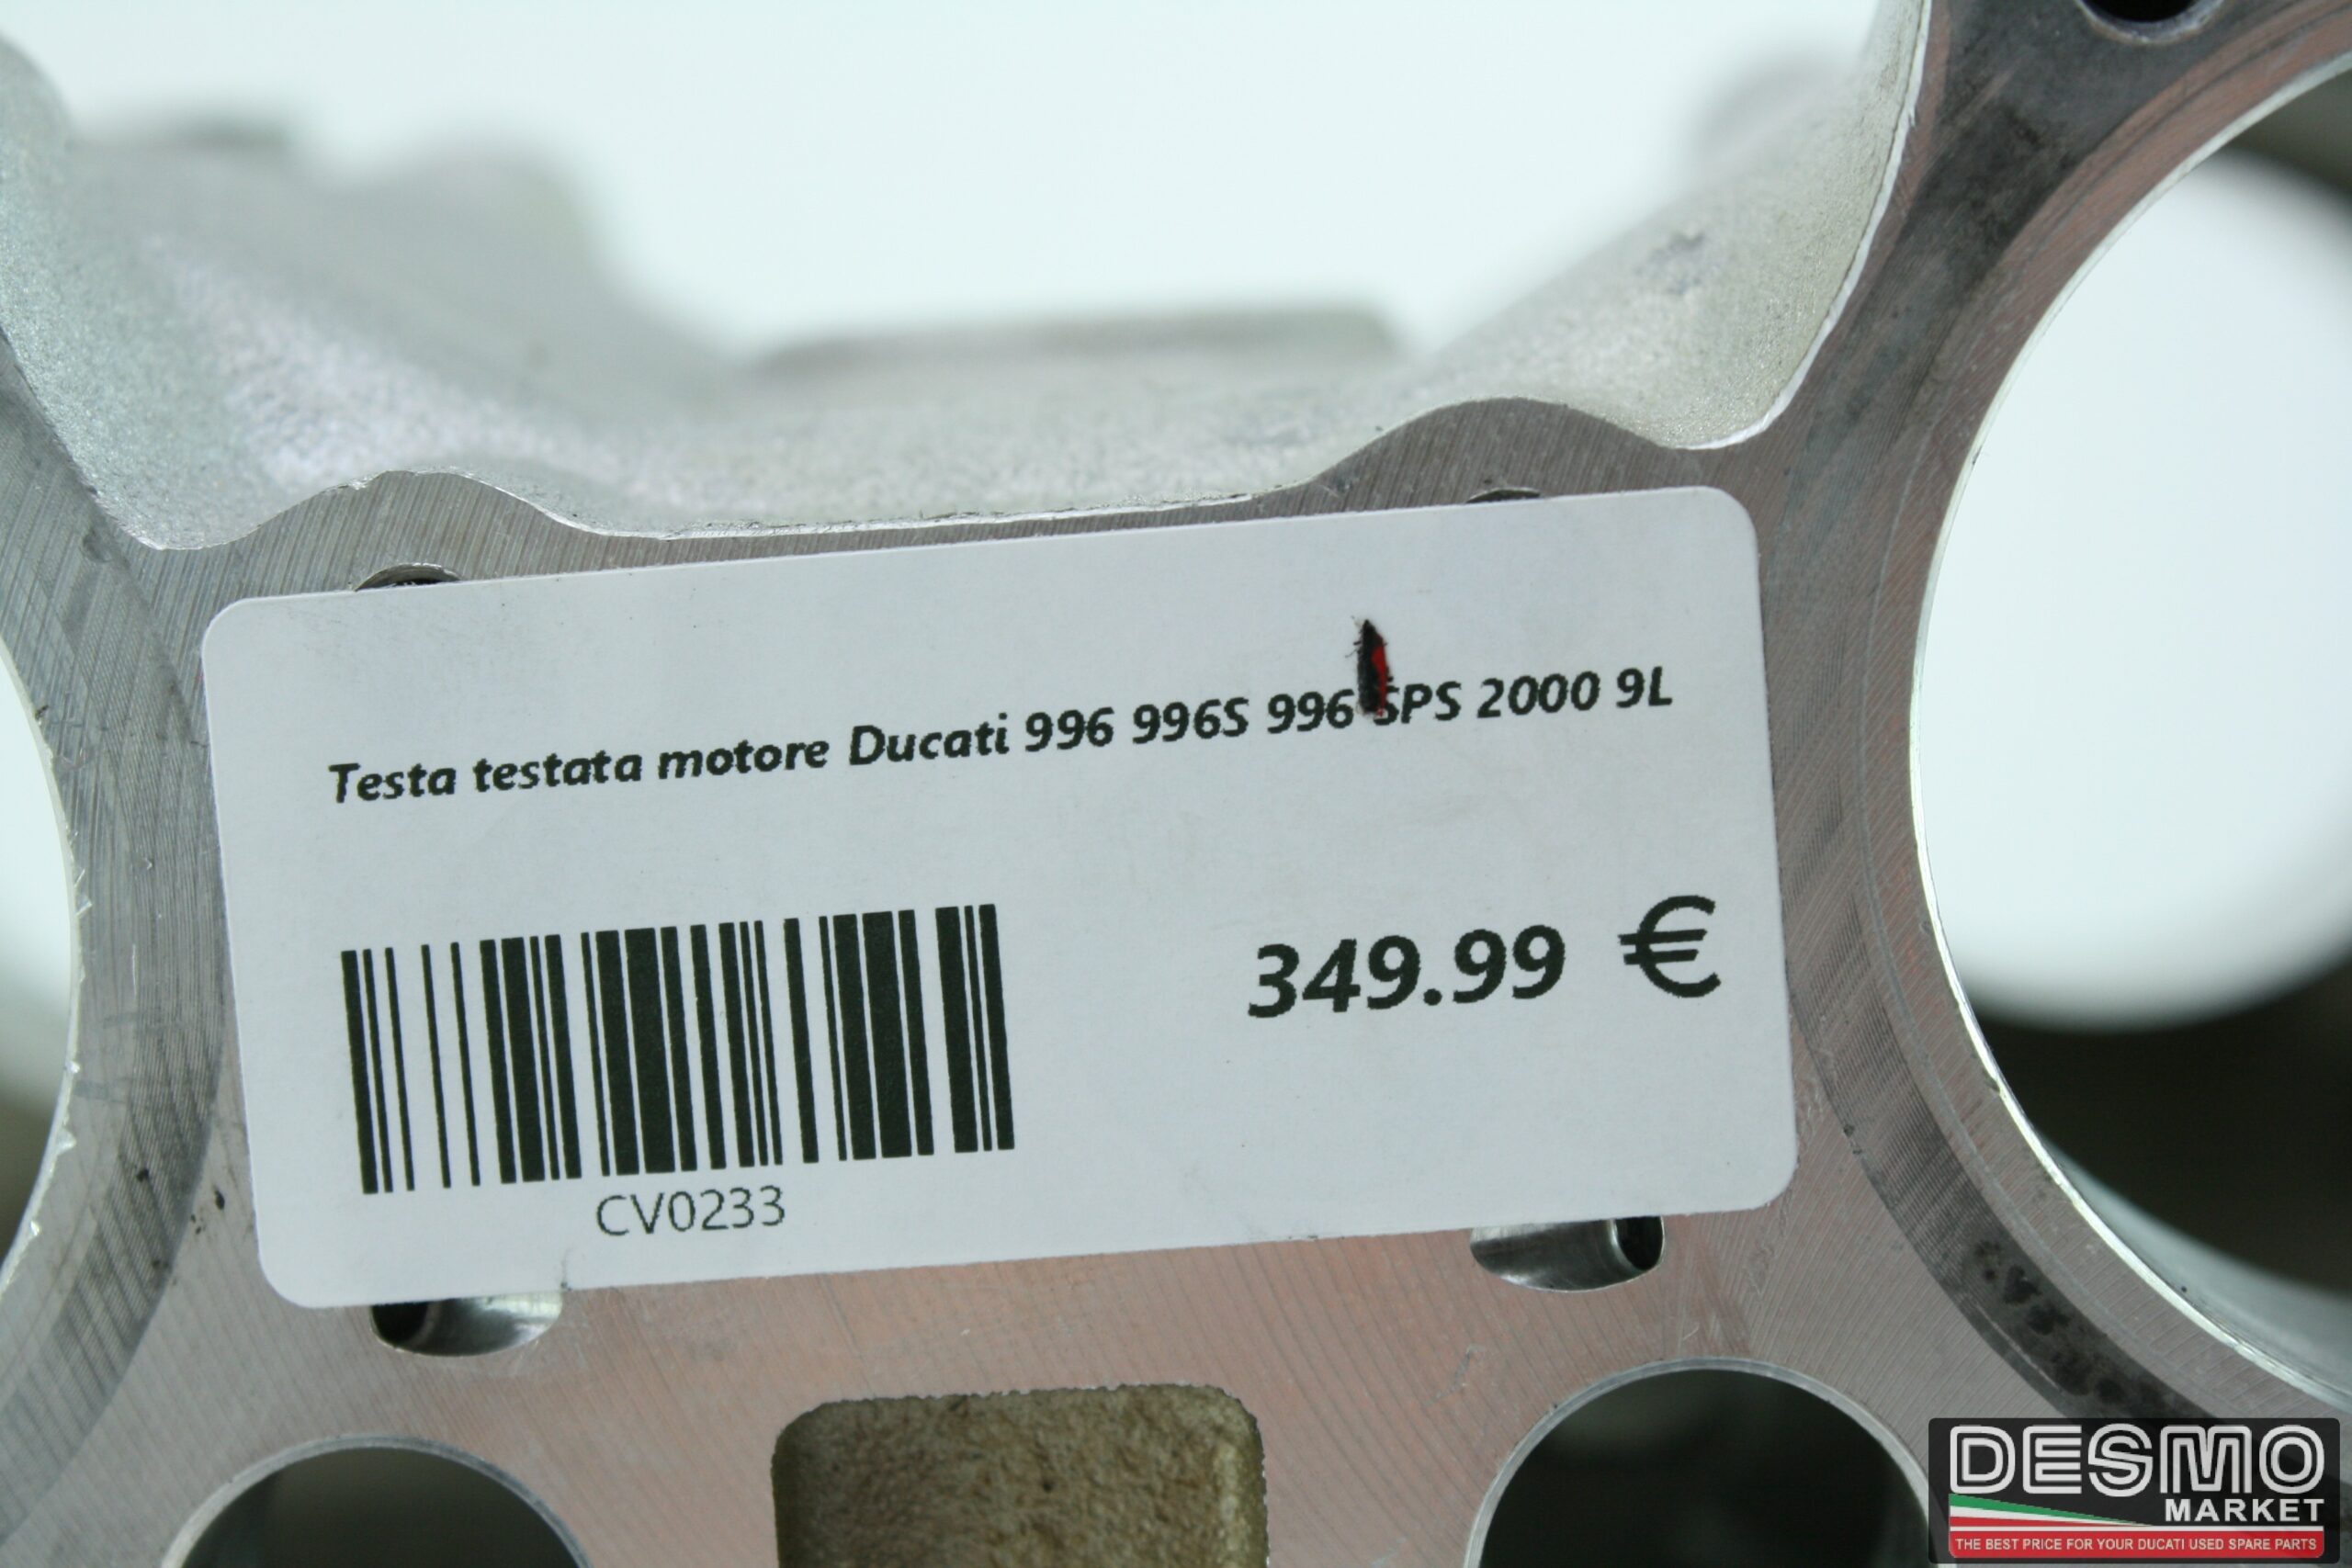 Testa testata motore Ducati 996 996S 996 SPS 2000 9L
349.99 €
CV0233
DESMO
MARKET
THE BEST PRICE FOR YOUR DUCATI USED SPARE PARTS